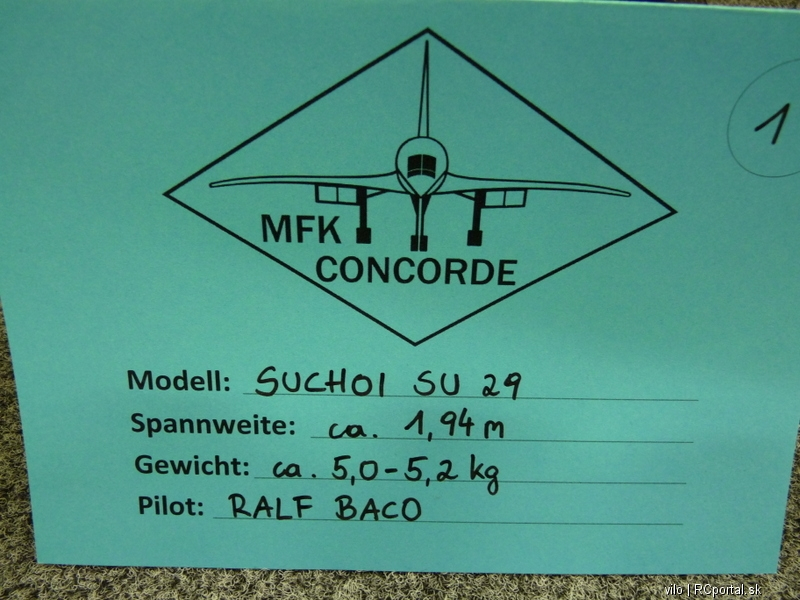 1
MFK
CONCORDE
Modell: SUCHOI SU 29
Spannweite: ca. 1,94 m
Gewicht: ca. 5,0-5,2 kg
Pilot: RALF BACO
vilo | RCportal.sk